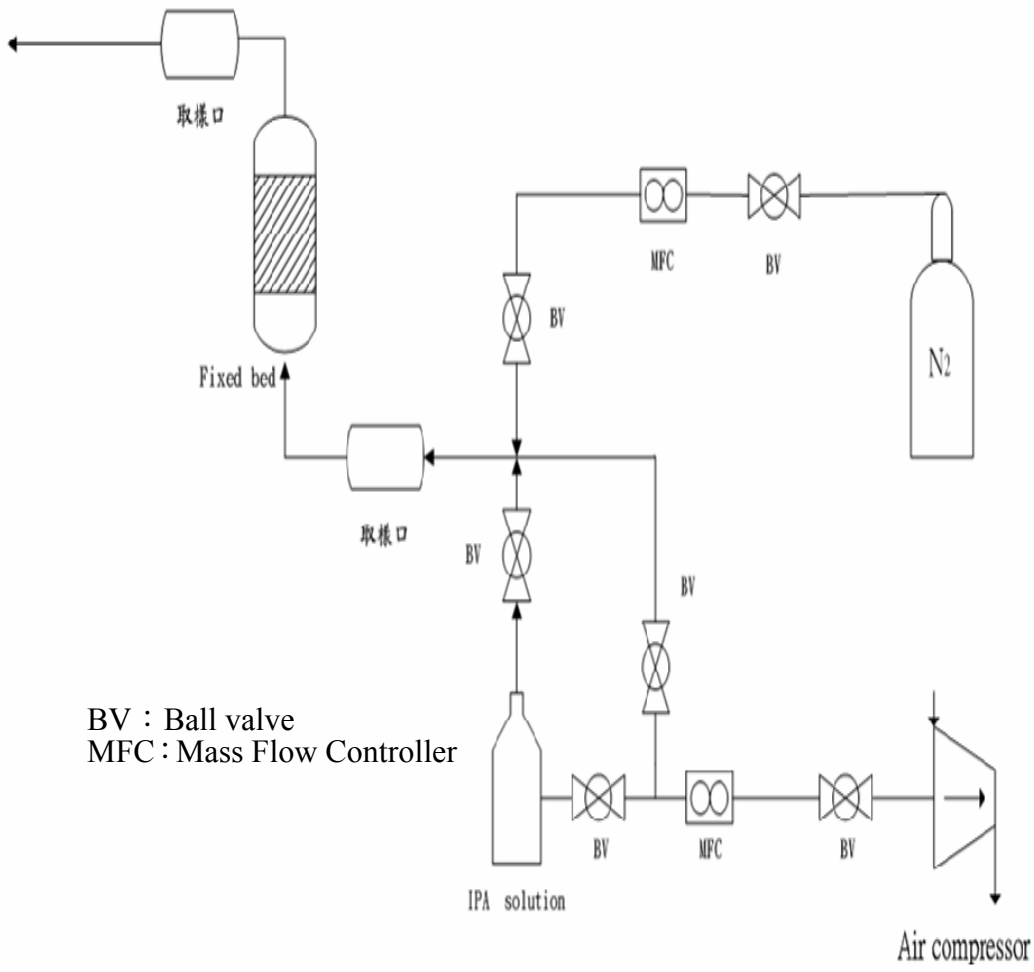 取樣口
MFC
BV
BV
N2
Fixed bed
取樣口
BV
BV
BV：Ball valve
MFC：Mass Flow Controller
BV
MFC
BV
IPA solution
Air compressor